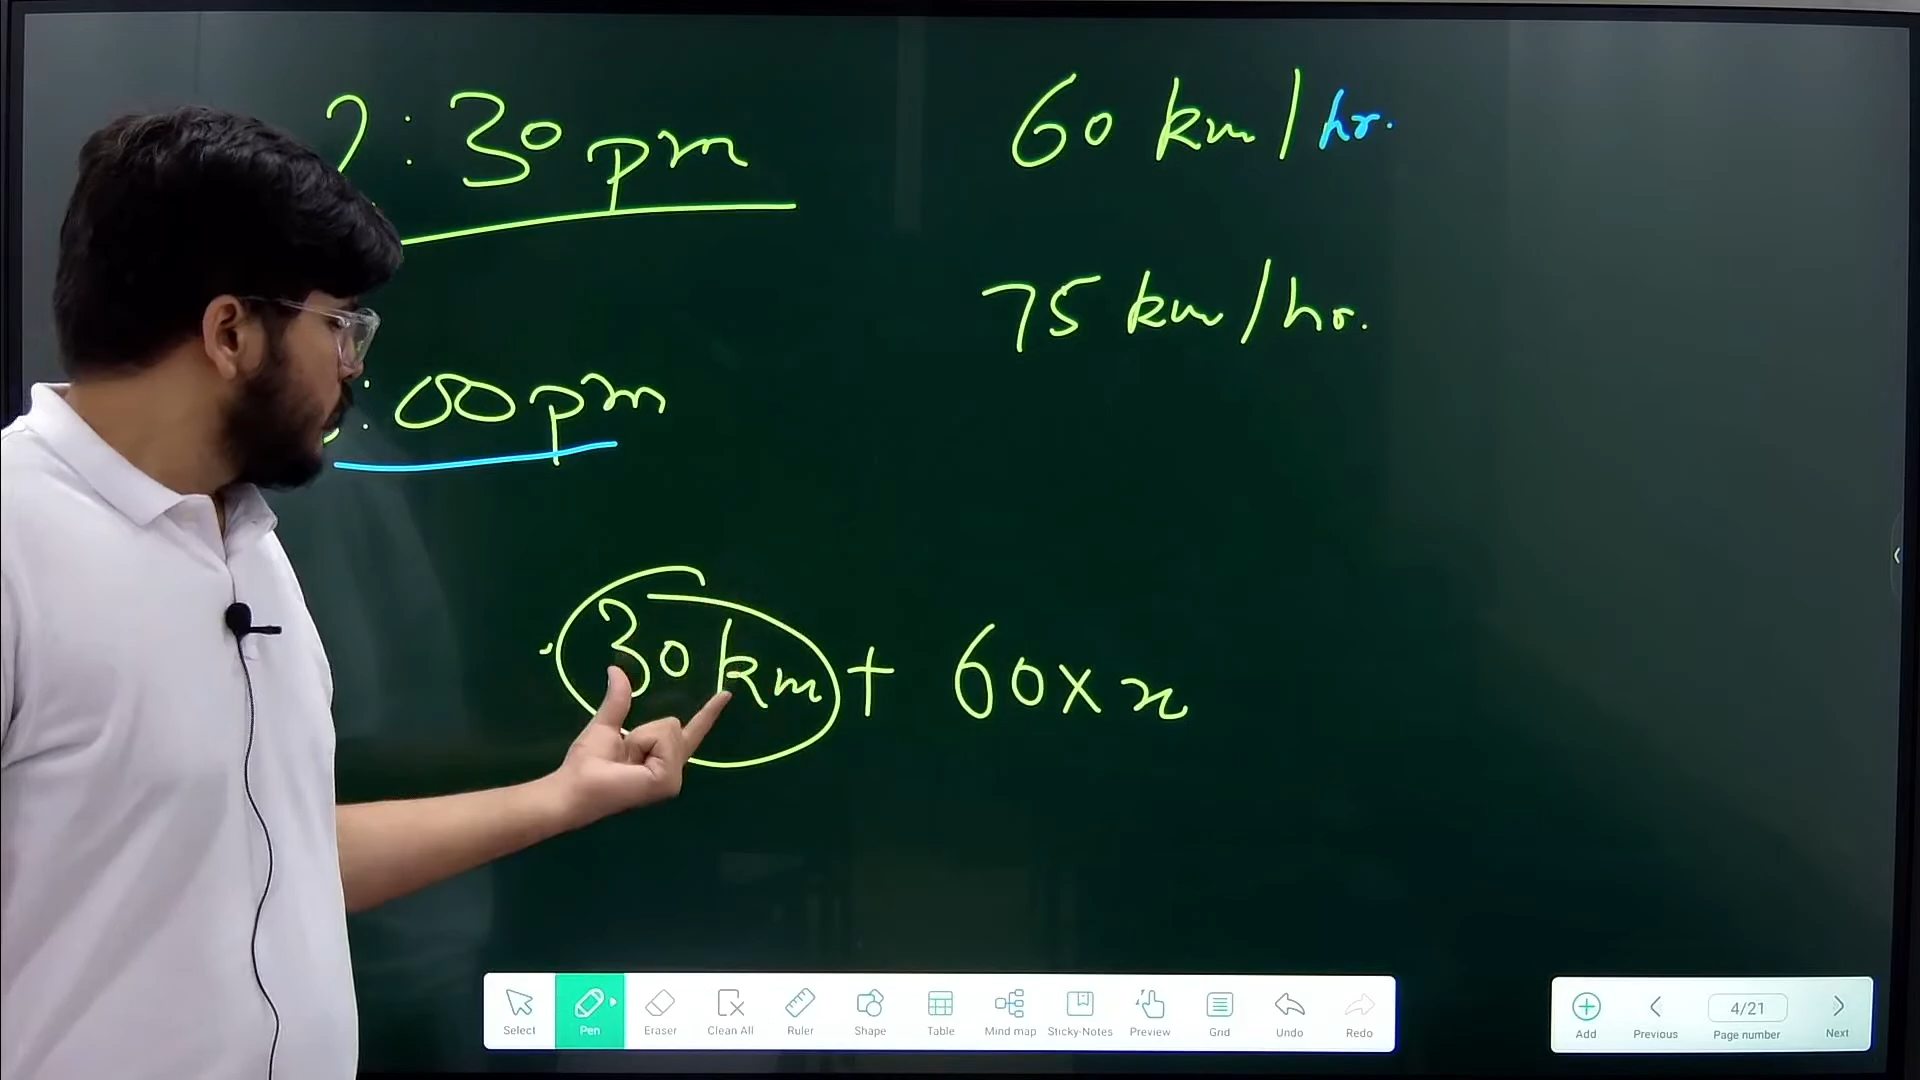 2:30 pm
60 km/hr.
75 km/hr.
:00 pm
30 km + 60 x x
Select
Pen
Eraser
Clean All
Ruler
Shape
Table
Mind map
Sticky-Notes
Preview
Grid
Undo
Redo
Add
Previous
4/21
Page number
Next